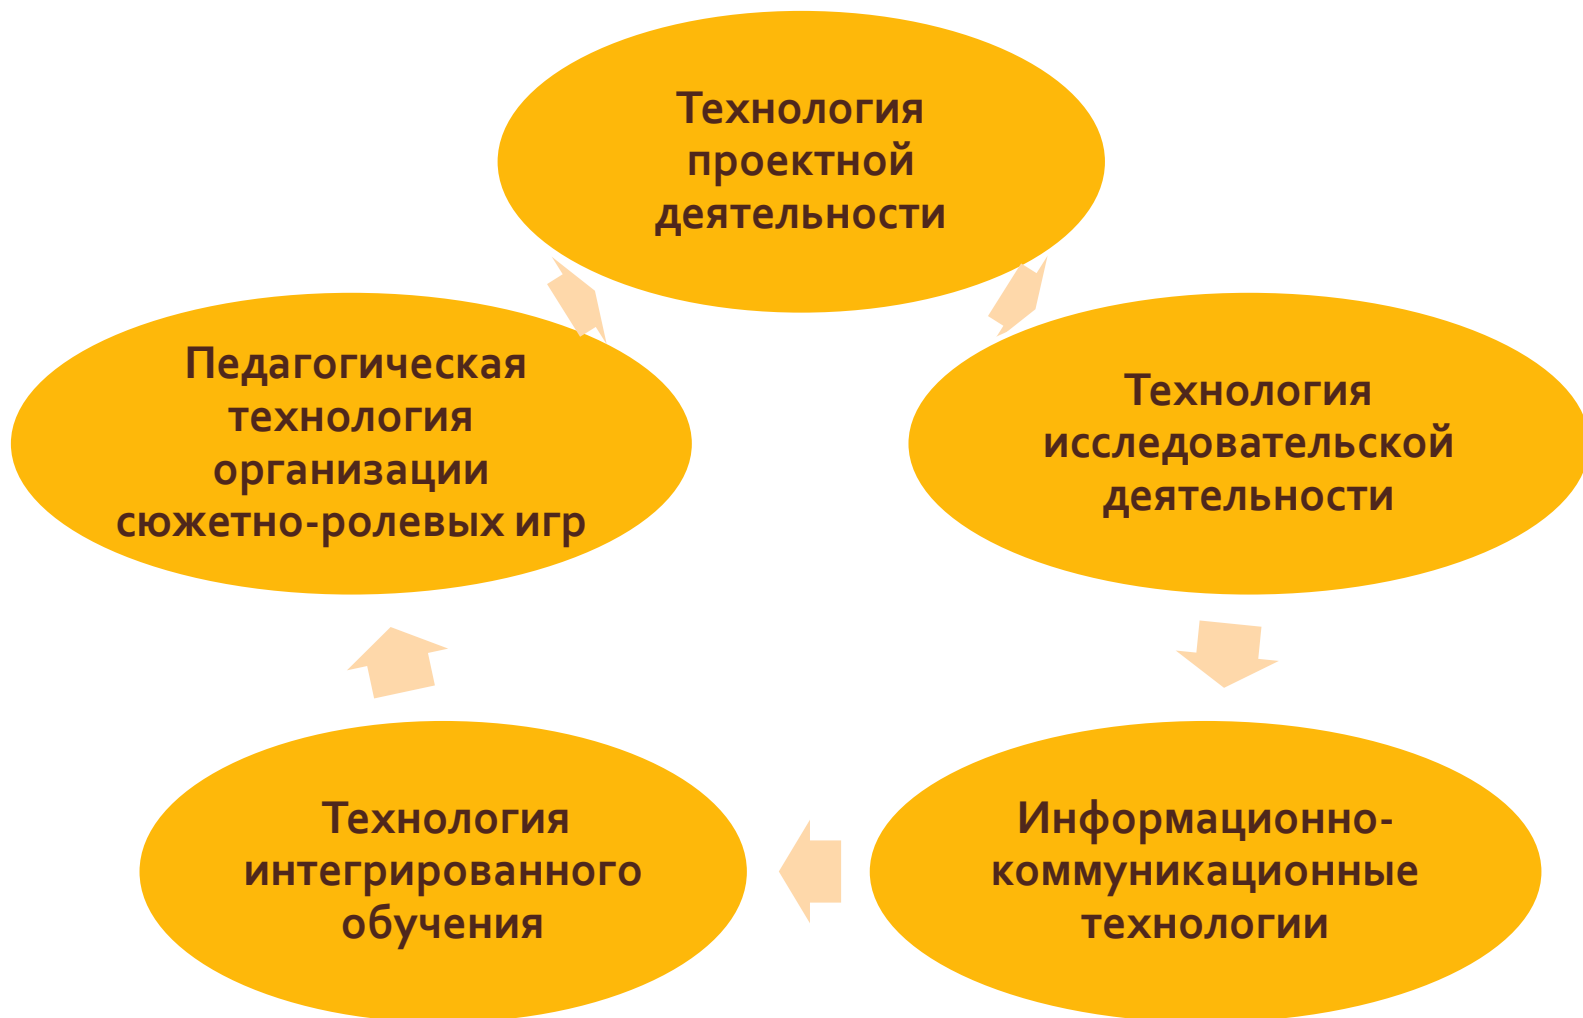 Технология
проектной
деятельности
Педагогическая
технология
организации
сюжетно-ролевых игр
Технология
исследовательской
деятельности
Технология
интегрированного
обучения
Информационно-
коммуникационные
технологии